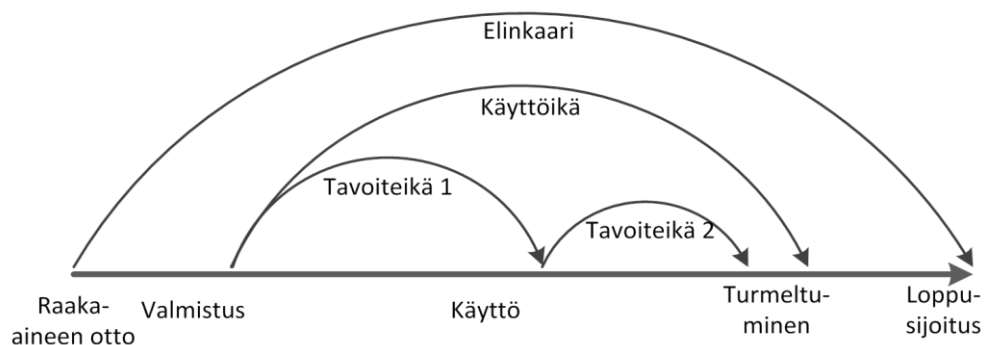 Elinkaari
Käyttöikä
Tavoiteikä 1
Tavoiteikä 2
Raaka-
aineen otto
Valmistus
Käyttö
Turmeltu-
minen
Loppu-
sijoitus